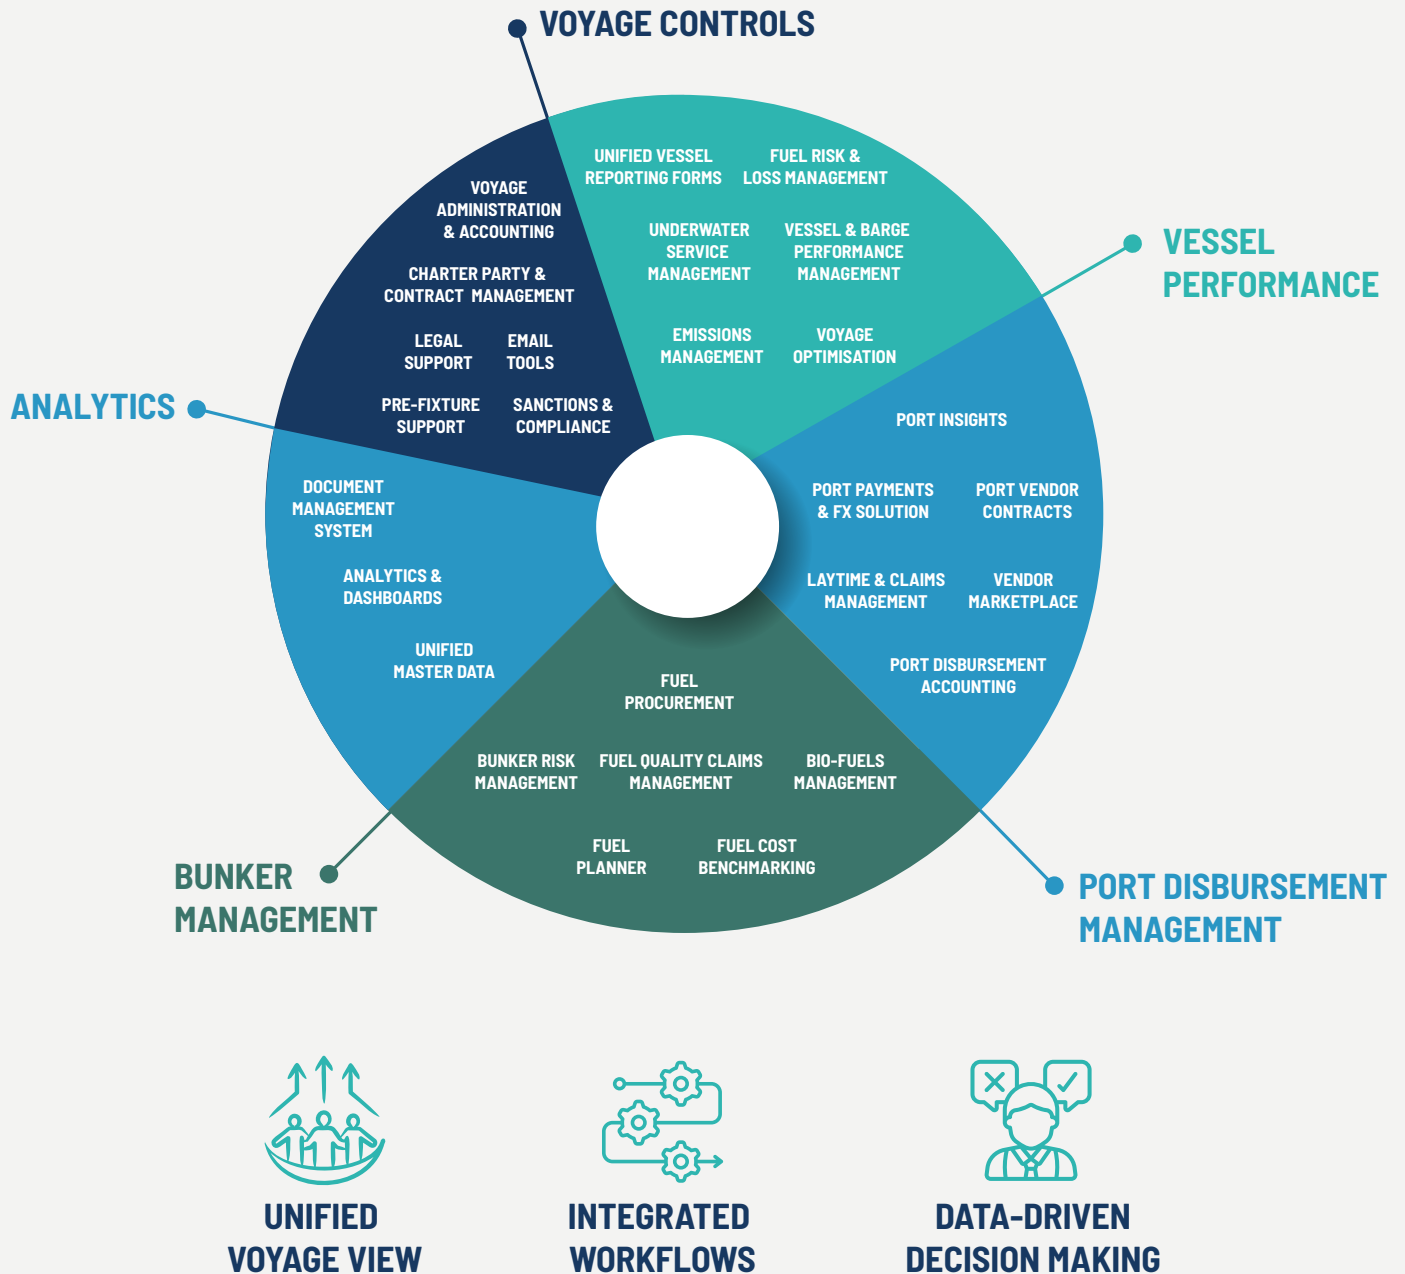 VOYAGE CONTROLS
UNIFIED VESSEL
REPORTING FORMS
FUEL RISK &
LOSS MANAGEMENT
UNDERWATER
SERVICE
MANAGEMENT
VESSEL & BARGE
PERFORMANCE
MANAGEMENT
EMISSIONS
MANAGEMENT
VOYAGE
OPTIMISATION
VESSEL
PERFORMANCE
VOYAGE
ADMINISTRATION
& ACCOUNTING
CHARTER PARTY &
CONTRACT MANAGEMENT
LEGAL
SUPPORT
EMAIL
TOOLS
PRE-FIXTURE
SUPPORT
SANCTIONS &
COMPLIANCE
ANALYTICS
DOCUMENT
MANAGEMENT
SYSTEM
ANALYTICS &
DASHBOARDS
UNIFIED
MASTER DATA
PORT INSIGHTS
PORT PAYMENTS
& FX SOLUTION
PORT VENDOR
CONTRACTS
LAYTIME & CLAIMS
MANAGEMENT
VENDOR
MARKETPLACE
PORT DISBURSEMENT
ACCOUNTING
FUEL
PROCUREMENT
BUNKER RISK
MANAGEMENT
FUEL QUALITY CLAIMS
MANAGEMENT
BIO-FUELS
MANAGEMENT
FUEL
PLANNER
FUEL COST
BENCHMARKING
BUNKER
MANAGEMENT
PORT DISBURSEMENT
MANAGEMENT
UNIFIED
VOYAGE VIEW
INTEGRATED
WORKFLOWS
DATA-DRIVEN
DECISION MAKING